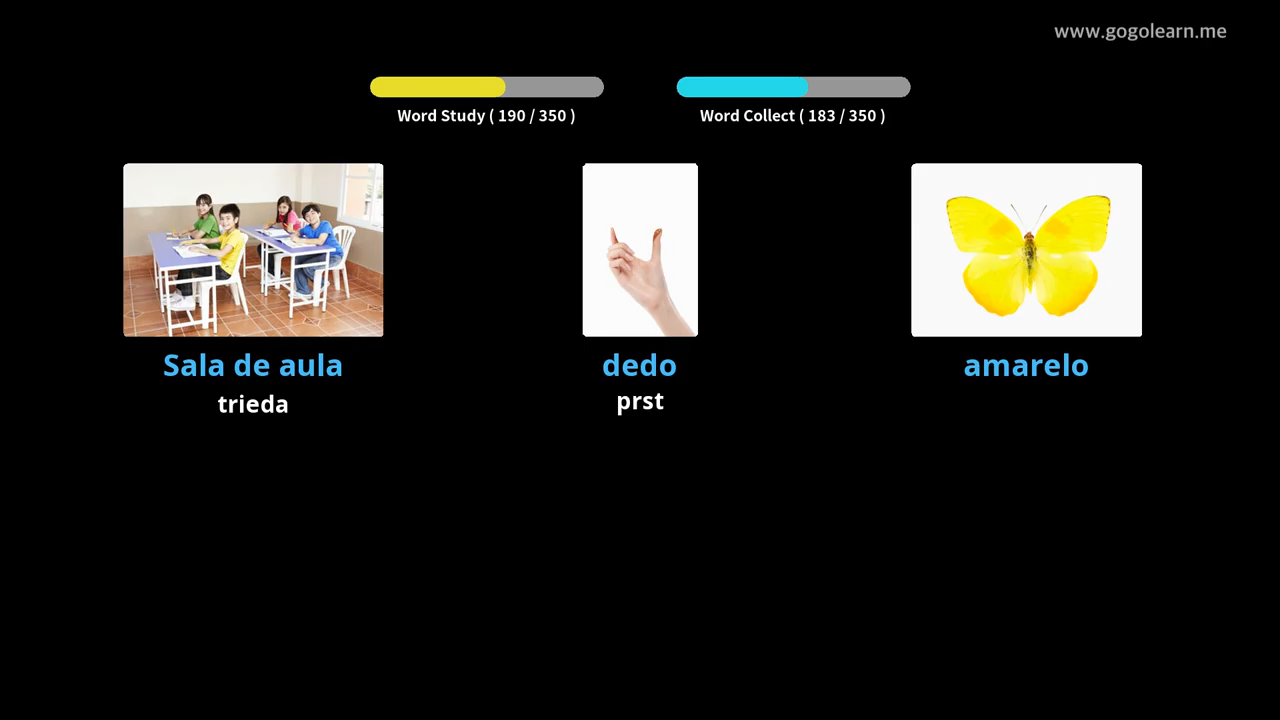 www.gogolearn.me
Word Study ( 190 / 350 )
Word Collect ( 183 / 350 )
Sala de aula
trieda
dedo
prst
amarelo